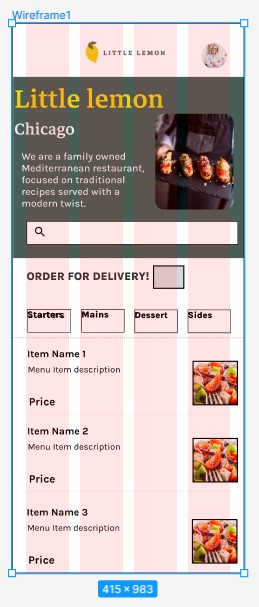 Wireframe1
LITTLE LEMON
Little lemon
Chicago
We are a family owned
Mediterranean restaurant,
focused on traditional
recipes served with a
modern twist.
ORDER FOR DELIVERY!
Starters Mains Dessert Sides
Item Name 1
Menu Item description
Price
Item Name 2
Menu Item description
Price
Item Name 3
Menu Item description
Price
415 × 983